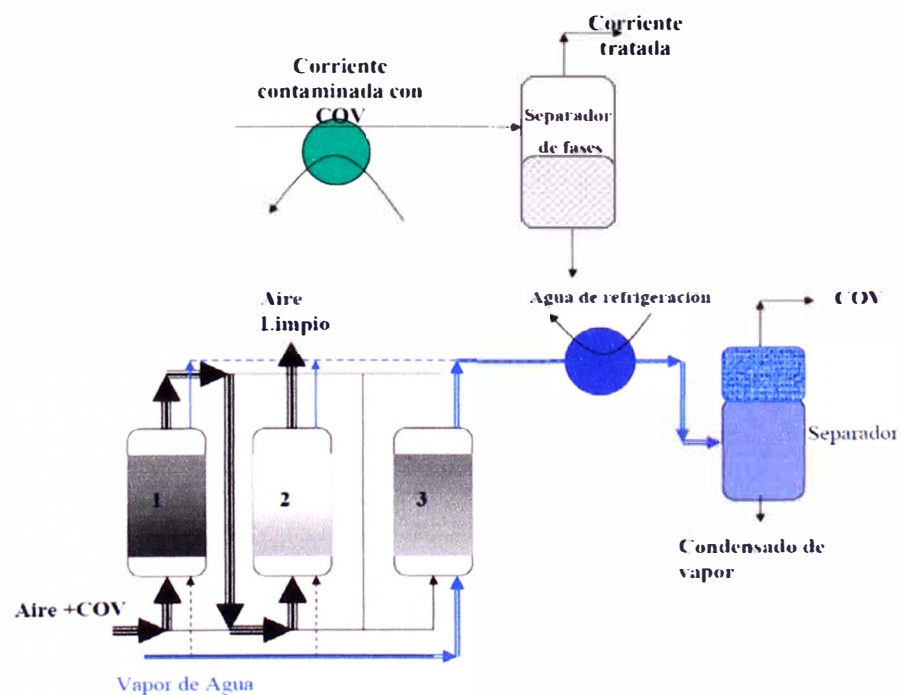 Corriente
tratada
Corriente
contaminada con
COV
Separador
de fases
Aire
Limpio
Agua de refrigeración
COV
1
2
3
Separador
Aire +COV
Condensado de
vapor
Vapor de Agua